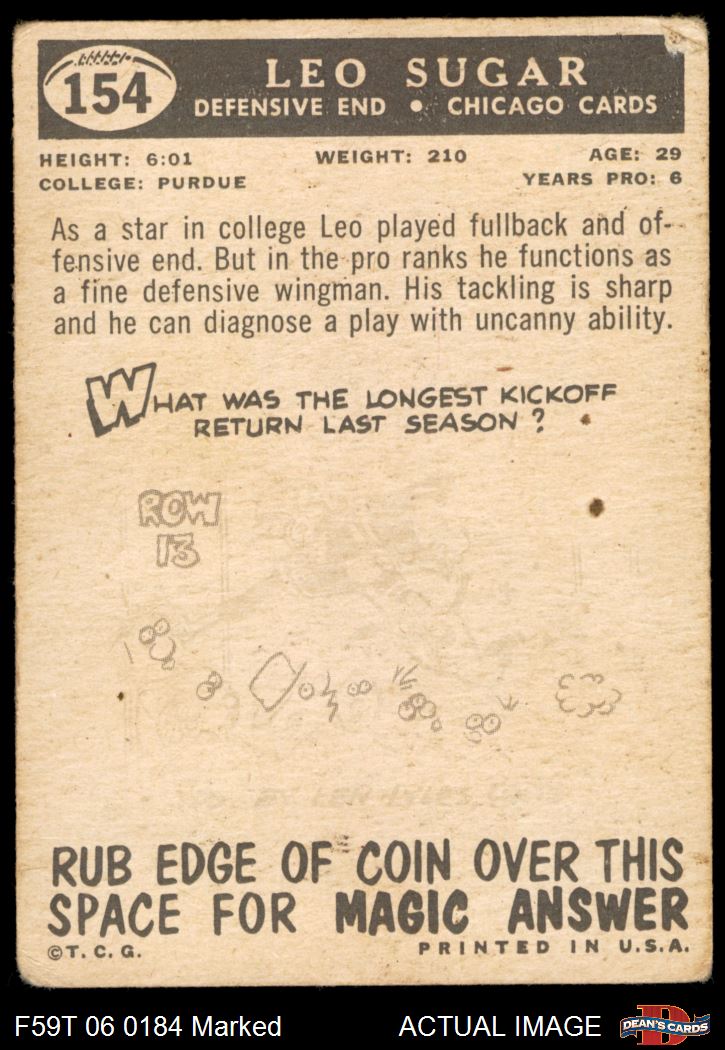 154
LEO SUGAR
DEFENSIVE END • CHICAGO CARDS
HEIGHT: 6:01 WEIGHT: 210 AGE: 29
COLLEGE: PURDUE YEARS PRO: 6
As a star in college Leo played fullback and of-
fensive end. But in the pro ranks he functions as
a fine defensive wingman. His tackling is sharp
and he can diagnose a play with uncanny ability.
WHAT WAS THE LONGEST KICKOFF
RETURN LAST SEASON?
ROW
13
BY LEN LYLES
RUB EDGE OF COIN OVER THIS
SPACE FOR MAGIC ANSWER
©T.C.G. PRINTED IN U.S.A.
F59T 06 0184 Marked ACTUAL IMAGE D DEAN'S CARDS